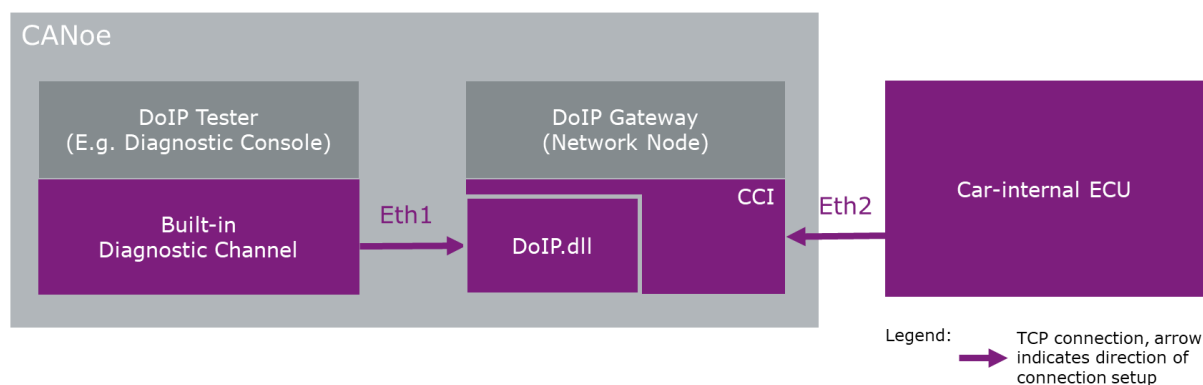 CANoe
DoIP Tester
(E.g. Diagnostic Console)
Built-in
Diagnostic Channel
Eth1
DoIP Gateway
(Network Node)
CCI
DoIP.dll
Eth2
Car-internal ECU
Legend:
TCP connection, arrow
indicates direction of
connection setup